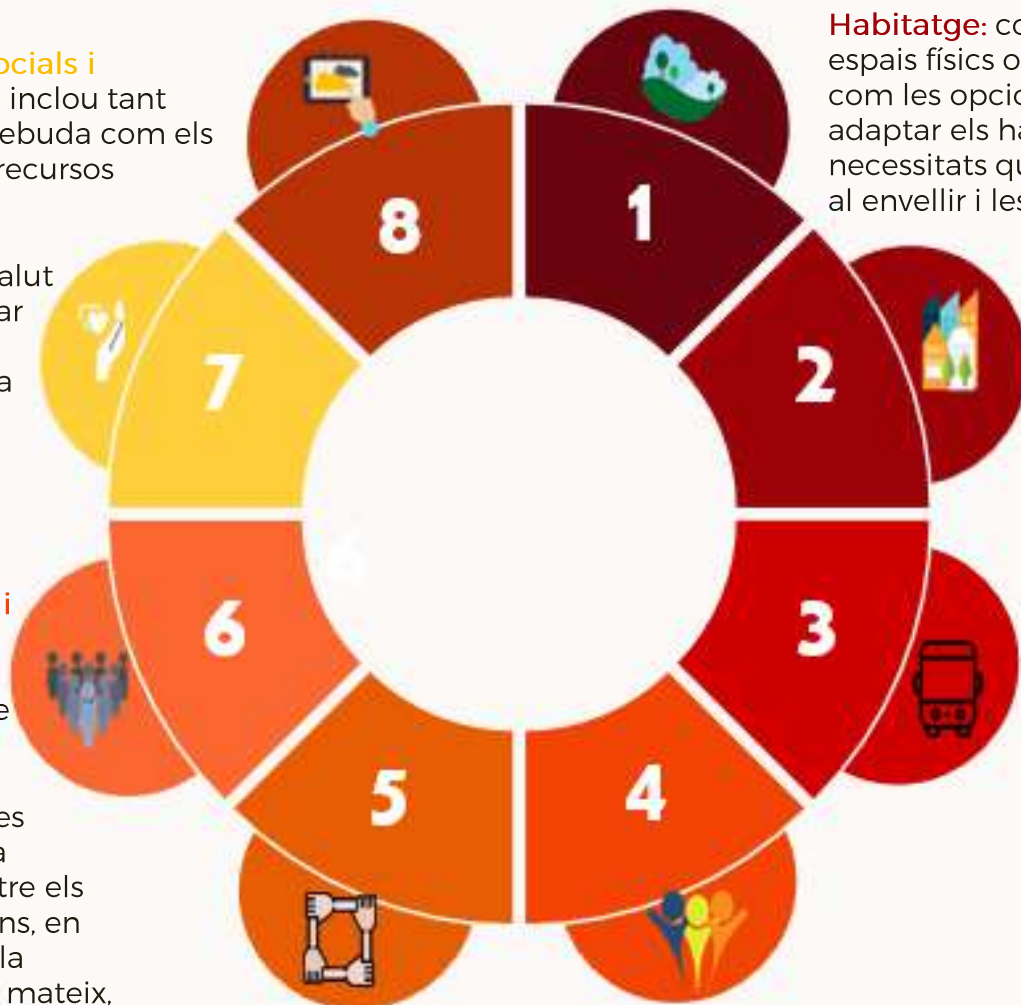 ocials i
inclou tant
ebuda com els
recursos
alut
ar
a
i
e
es
a
tre els
ns, en
la
mateix,
8
1
7
2
6
6
3
5
4
Habitatge: co
espais físics o
com les opcio
adaptar els ha
necessitats qu
al envellir i les